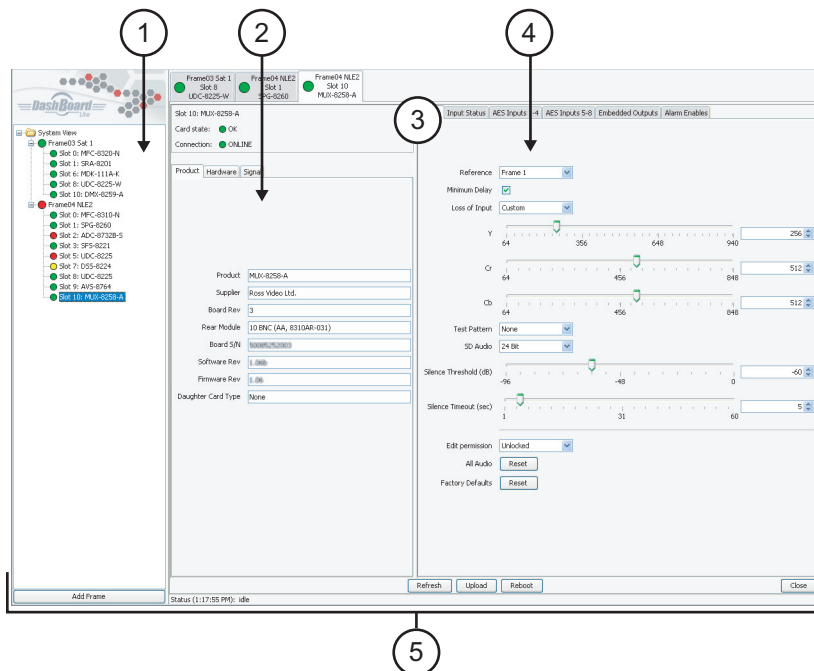 1
2
4
DashBoard
Lite
Frame03 Sat 1
Slot 8
UDC-8225-W
Frame04 NLE2
Slot 1
SPG-8260
Frame04 NLE2
Slot 10
MUX-8258-A
System View
Frame03 Sat 1
Slot 0: MFC-8320-N
Slot 1: SRA-8201
Slot 6: MDK-111A-K
Slot 8: UDC-8225-W
Slot 10: DMX-8259-A
Frame04 NLE2
Slot 0: MFC-8310-N
Slot 1: SPG-8260
Slot 2: ADC-8732B-S
Slot 3: SFS-8221
Slot 5: UDC-8225
Slot 7: DSS-8224
Slot 8: UDC-8225
Slot 9: AVS-8764
Slot 10: MUX-8258-A
Add Frame
Slot 10: MUX-8258-A
Card state: OK
Connection: ONLINE
Product Hardware Signal
Product MUX-8258-A
Supplier Ross Video Ltd.
Board Rev 3
Rear Module 10 BNC (AA, 8310AR-031)
Board S/N
Software Rev
Firmware Rev 1.06
Daughter Card Type None
3
Input Status AES Inputs -4 AES Inputs 5-8 Embedded Outputs Alarm Enables
Reference Frame 1
Minimum Delay
Loss of Input Custom
Y 256
64 356 648 940
Cr 512
64 456 848
Cb 512
64 456 848
Test Pattern None
SD Audio 24 Bit
Silence Threshold (dB) -60
-96 -48 0
Silence Timeout (sec) 5
1 31 60
Edit permission Unlocked
All Audio Reset
Factory Defaults Reset
Refresh Upload Reboot Close
Status (1:17:55 PM): idle
5